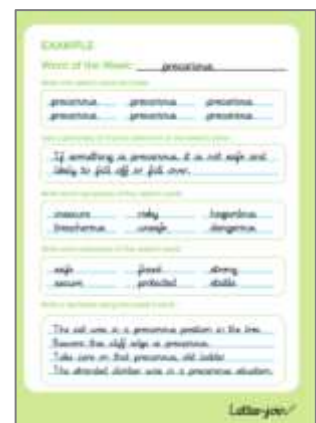 EXAMPLE
Word of the Week: precarious
precarious precarious precarious
precarious precarious precarious
If something is precarious, it is not safe and
likely to fall off or fall over.
insecure risky hazardous
treacherous unsafe dangerous
safe fixed strong
secure protected stable
The cat was in a precarious position in the tree.
Beware the cliff edge is precarious.
Take care on that precarious, old ladder.
The stranded climber was in a precarious situation.
Letter-join